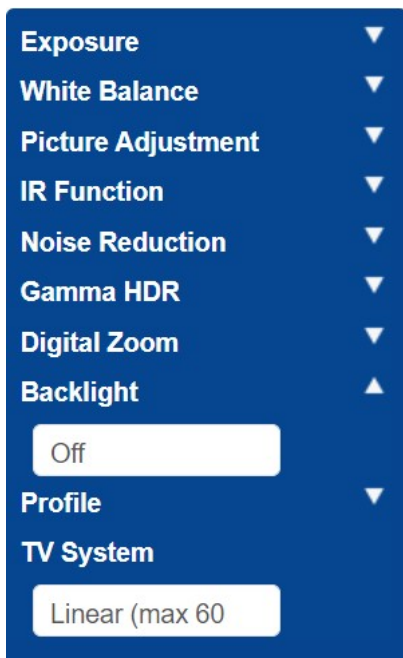 Exposure
White Balance
Picture Adjustment
IR Function
Noise Reduction
Gamma HDR
Digital Zoom
Backlight
Off
Profile
TV System
Linear (max 60